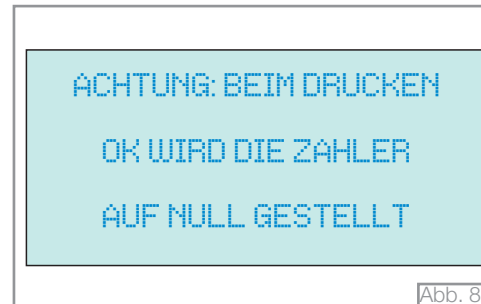 ACHTUNG: BEIM DRUCKEN
OK WIRD DIE ZAHLER
AUF NULL GESTELLT
Abb. 8